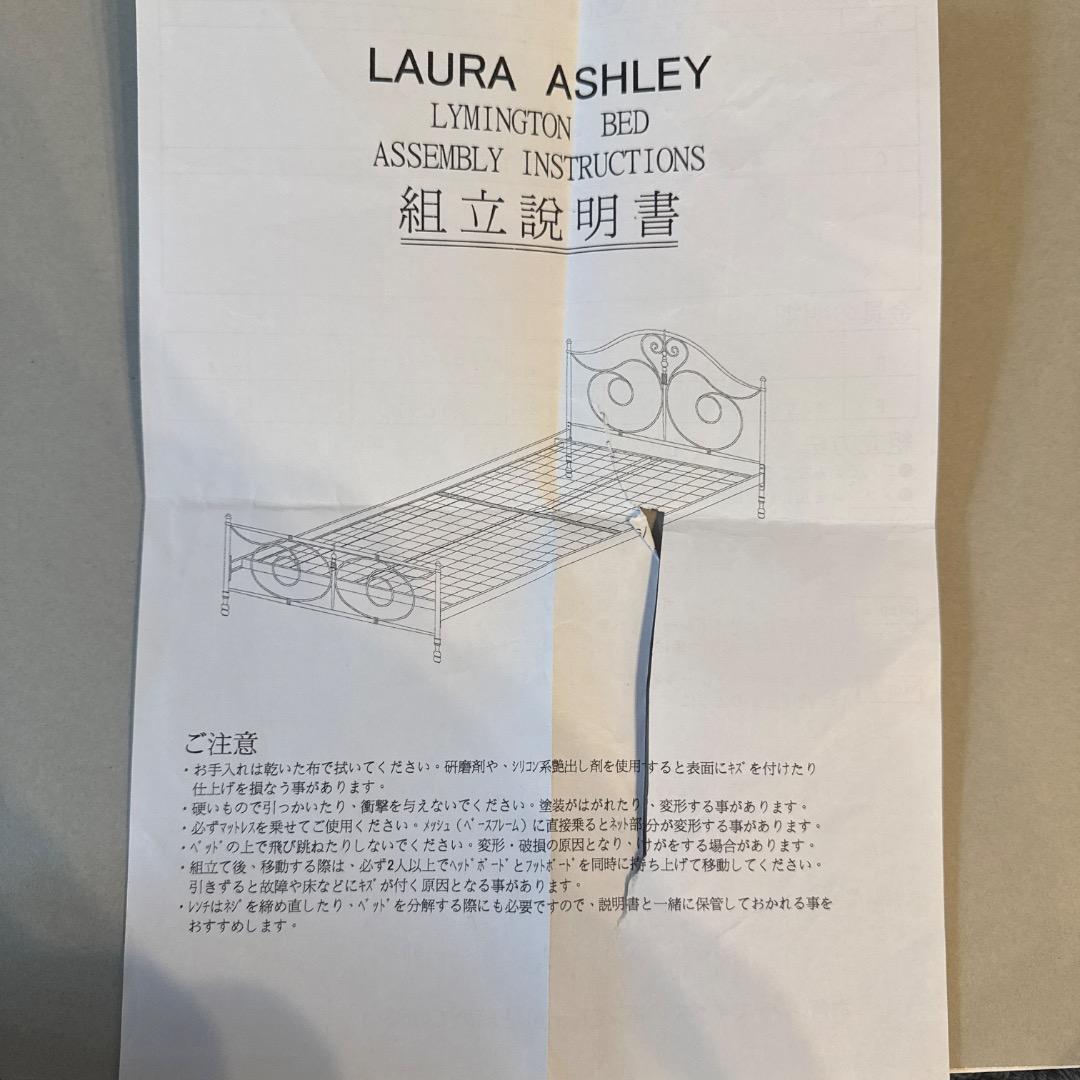 LAURA ASHLEY
LYMINGTON BED
ASSEMBLY INSTRUCTIONS
組立説明書
ご注意
・お手入れは乾いた布で拭いてください。研磨剤や、ｼﾘｺﾝ系艶出し剤を使用すると表面にｷｽﾞを付けたり
仕上げを損なう事があります。
・硬いもので引っかいたり、衝撃を与えないでください。塗装がはがれたり、変形する事があります。
・必ずﾏｯﾄﾚｽを乗せてご使用ください。ﾒｯｼｭ（ﾍﾞｰｽﾌﾚｰﾑ）に直接乗るとﾈｯﾄ部分が変形する事があります。
・ﾍﾞｯﾄﾞの上で飛び跳ねたりしないでください。変形・破損の原因となり、けがをする場合があります。
・組立て後、移動する際は、必ず2人以上でﾍｯﾄﾞﾎﾞｰﾄﾞとﾌｯﾄﾎﾞｰﾄﾞを同時に持ち上げて移動してください。
引きずると故障や床などにｷｽﾞが付く原因となる事があります。
・ﾚﾝﾁはﾈｼﾞを締め直したり、ﾍﾞｯﾄﾞを分解する際にも必要ですので、説明書と一緒に保管しておかれる事を
おすすめします。